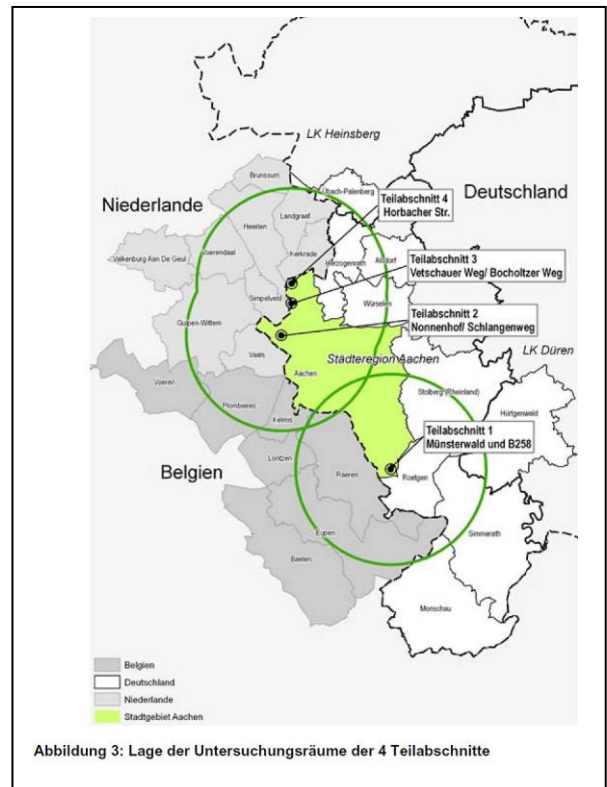 LK Heinsberg
Brunssum
Übach-Palenberg
Niederlande
Deutschland
Teilabschnitt 4
Horbacher Str.
Landgraaf
Heerlen
Valkenburg Aan De Geul
Voerendaal
Kerkrade
Herzogenrath
Alsdorf
Teilabschnitt 3
Vetschauer Weg/ Bocholtzer Weg
Simpelveld
Würselen
Teilabschnitt 2
Nonnenhof/ Schlangenweg
Gulpen-Wittem
Vaals
Aachen
Städteregion Aachen
LK Düren
Voeren
Plombieres
Kelmis
Stolberg (Rheinland)
Hürtgenwald
Teilabschnitt 1
Münsterwald und B258
Lontzen
Belgien
Raeren
Roetgen
Eupen
Simmerath
Baelen
Monschau
Belgien
Deutschland
Niederlande
Stadtgebiet Aachen
Abbildung 3: Lage der Untersuchungsräume der 4 Teilabschnitte